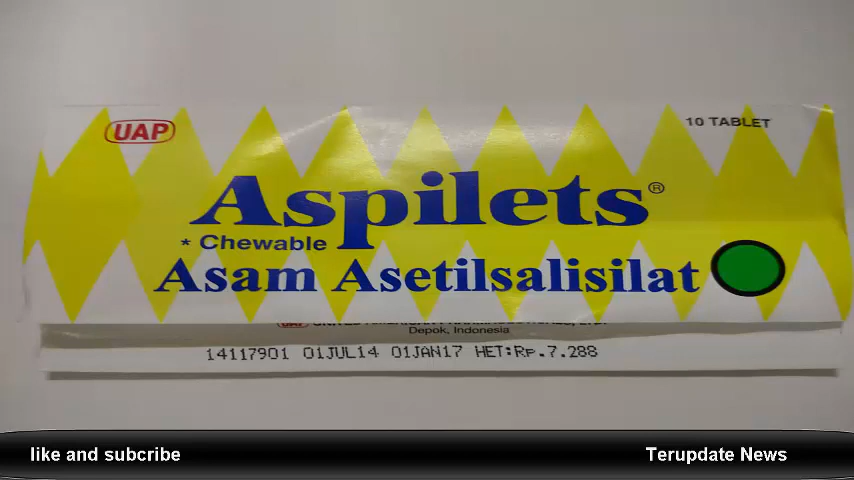 UAP
10 TABLET
Aspilets®
* Chewable
Asam Asetilsalisilat
Depok, Indonesia
14117901 01JUL14 01JAN17 HET:Rp.7.288
like and subcribe
Terupdate News